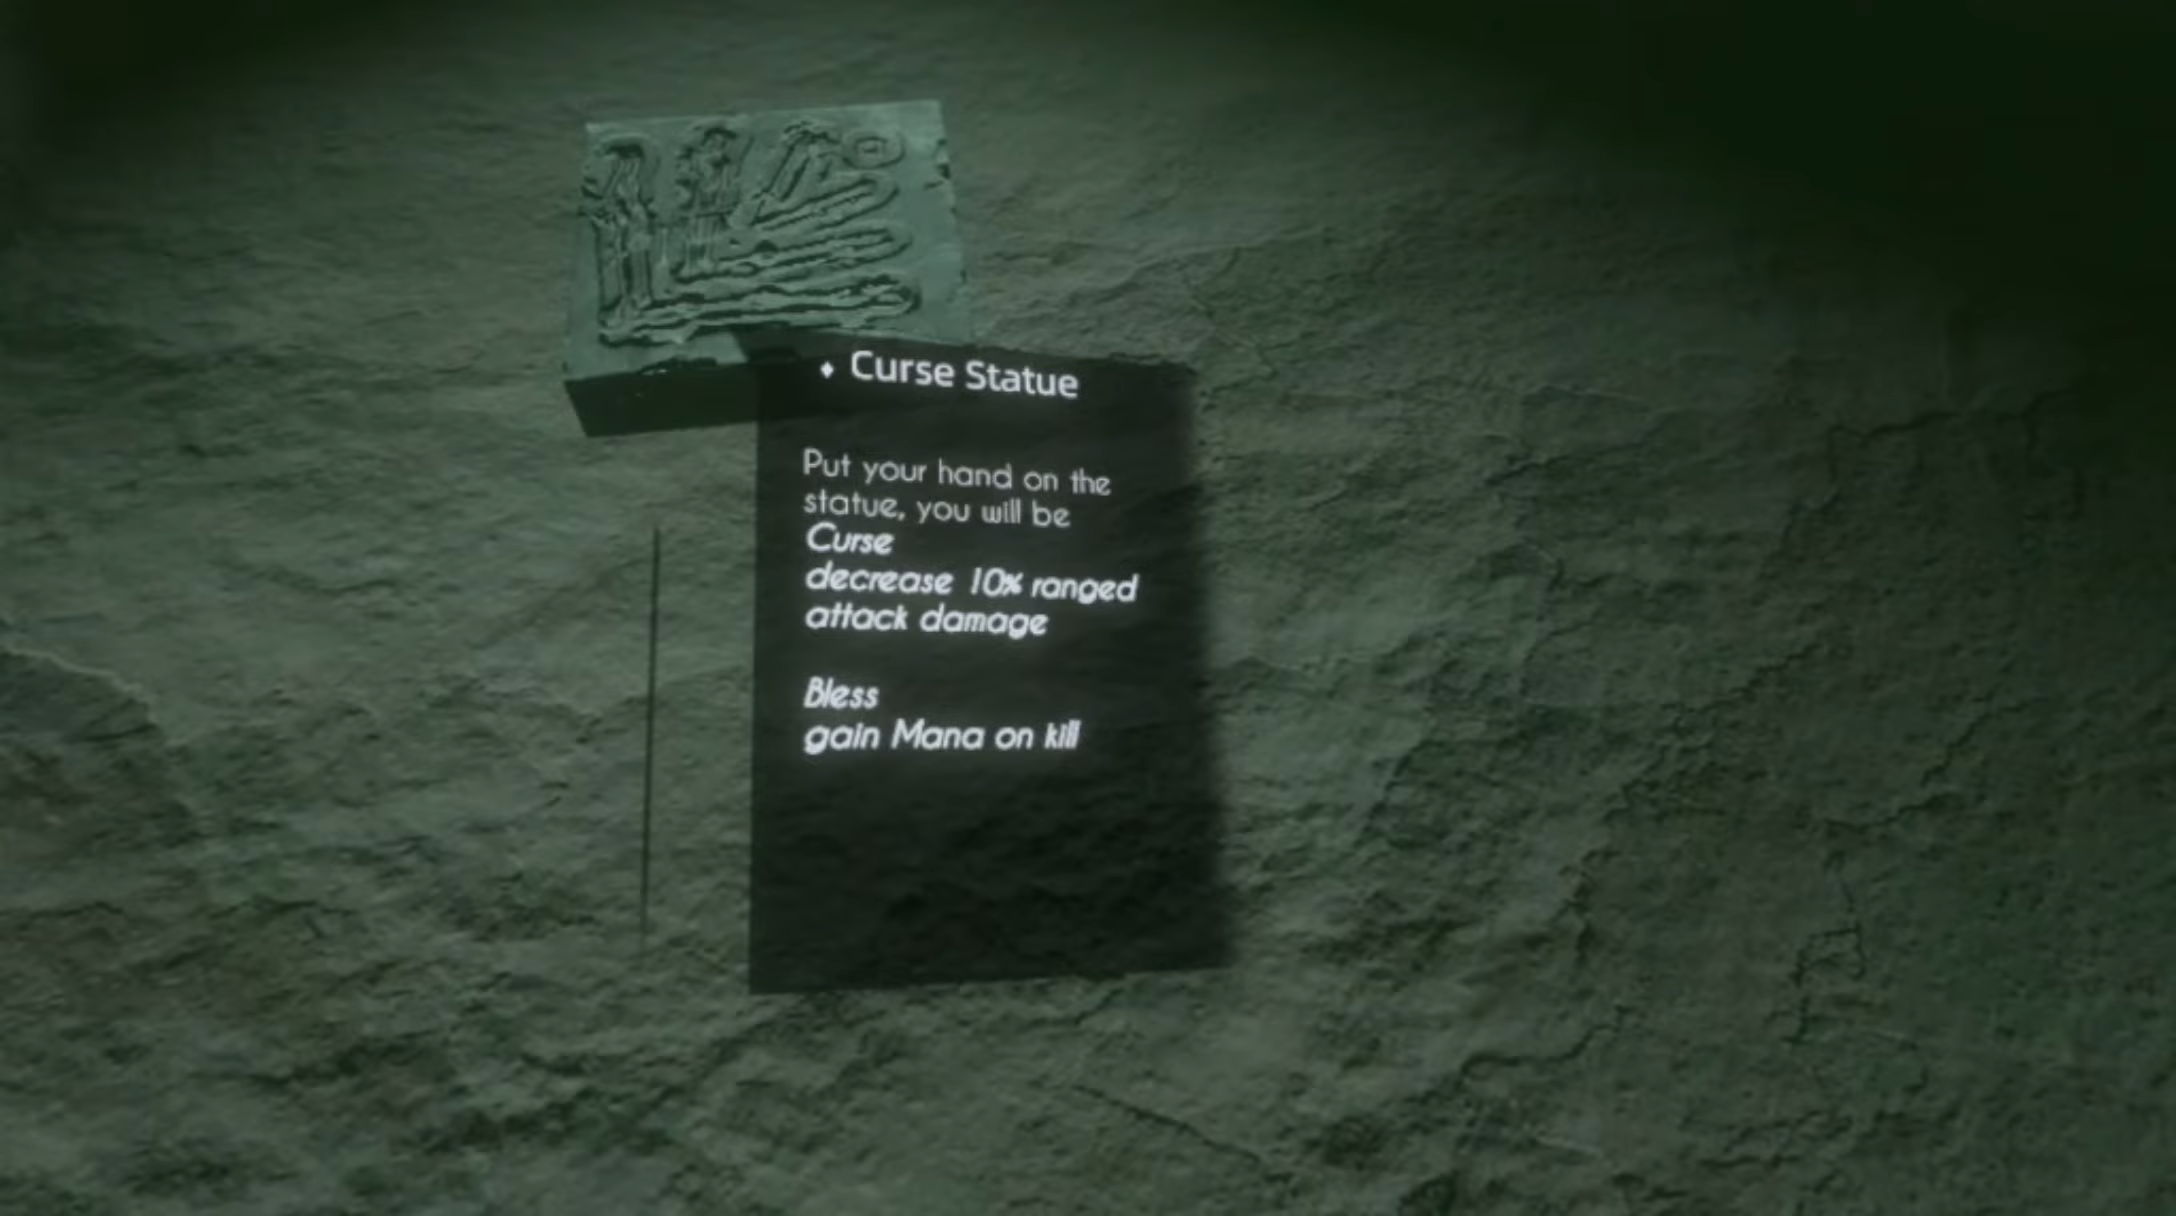 Curse Statue
Put your hand on the
statue, you will be
Curse
decrease 10% ranged
attack damage
Bless
gain Mana on kill